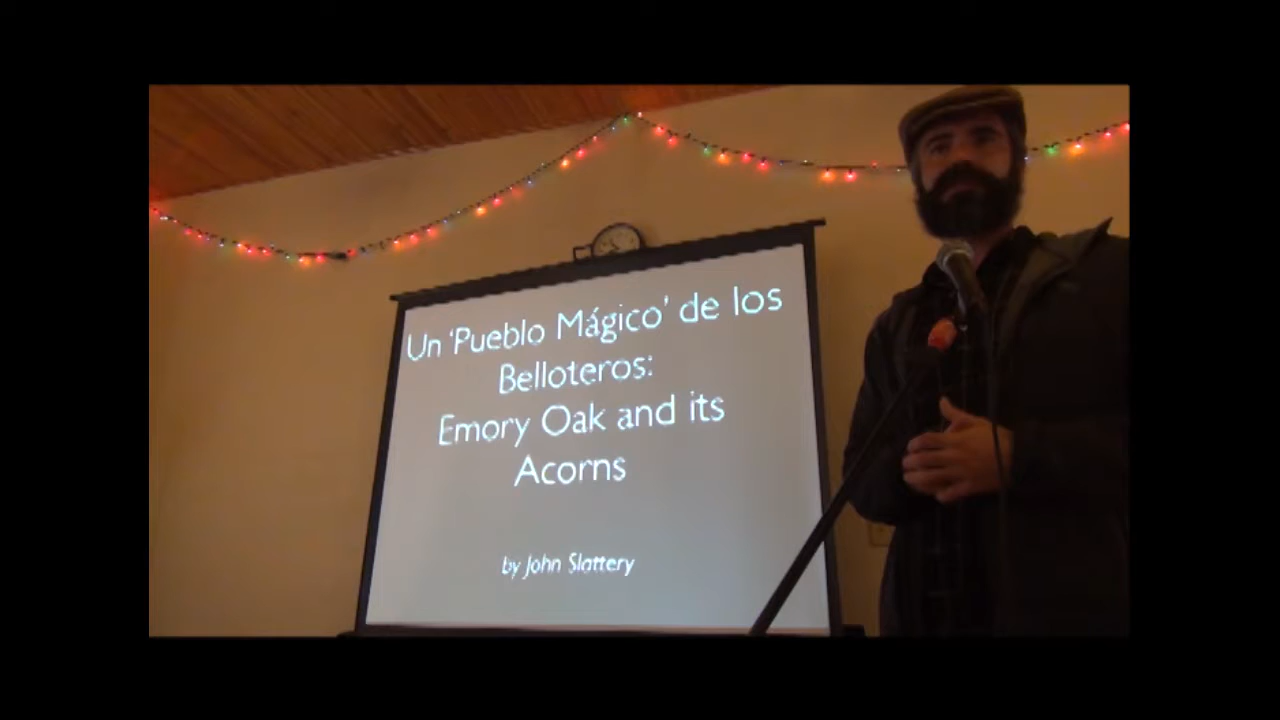 Un ‘Pueblo Mágico’ de los
Belloteros:
Emory Oak and its
Acorns
by John Slattery